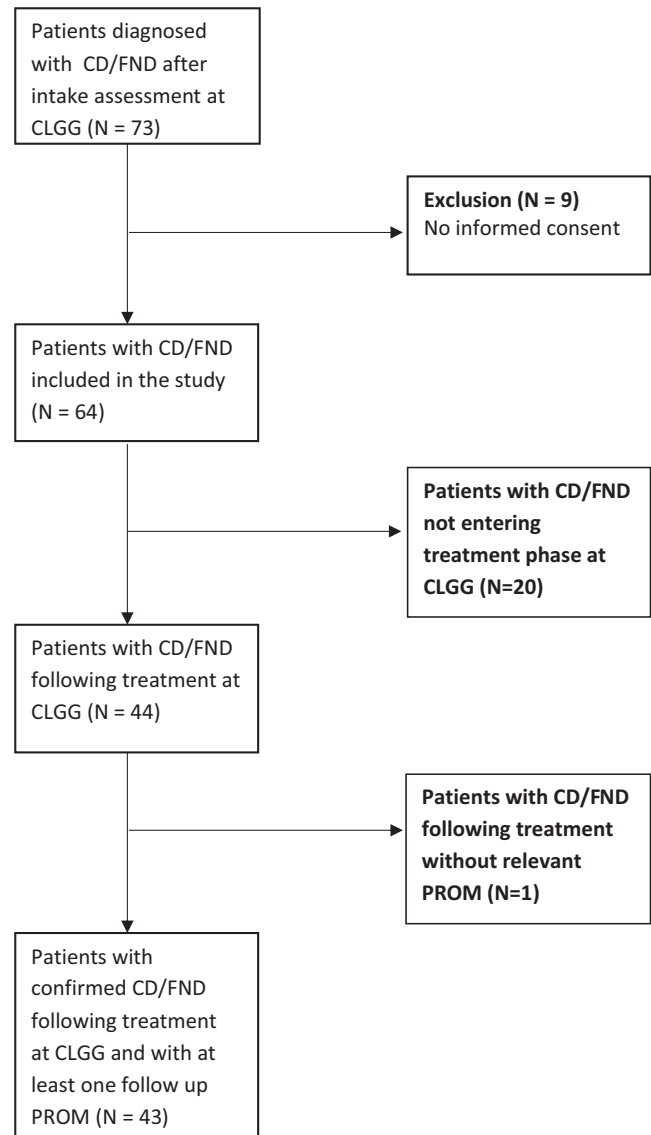 Patients diagnosed
with CD/FND after
intake assessment at
CLGG (N = 73)
Exclusion (N = 9)
No informed consent
Patients with CD/FND
included in the study
(N = 64)
Patients with CD/FND
not entering
treatment phase at
CLGG (N=20)
Patients with CD/FND
following treatment at
CLGG (N = 44)
Patients with CD/FND
following treatment
without relevant
PROM (N=1)
Patients with
confirmed CD/FND
following treatment
at CLGG and with at
least one follow up
PROM (N = 43)